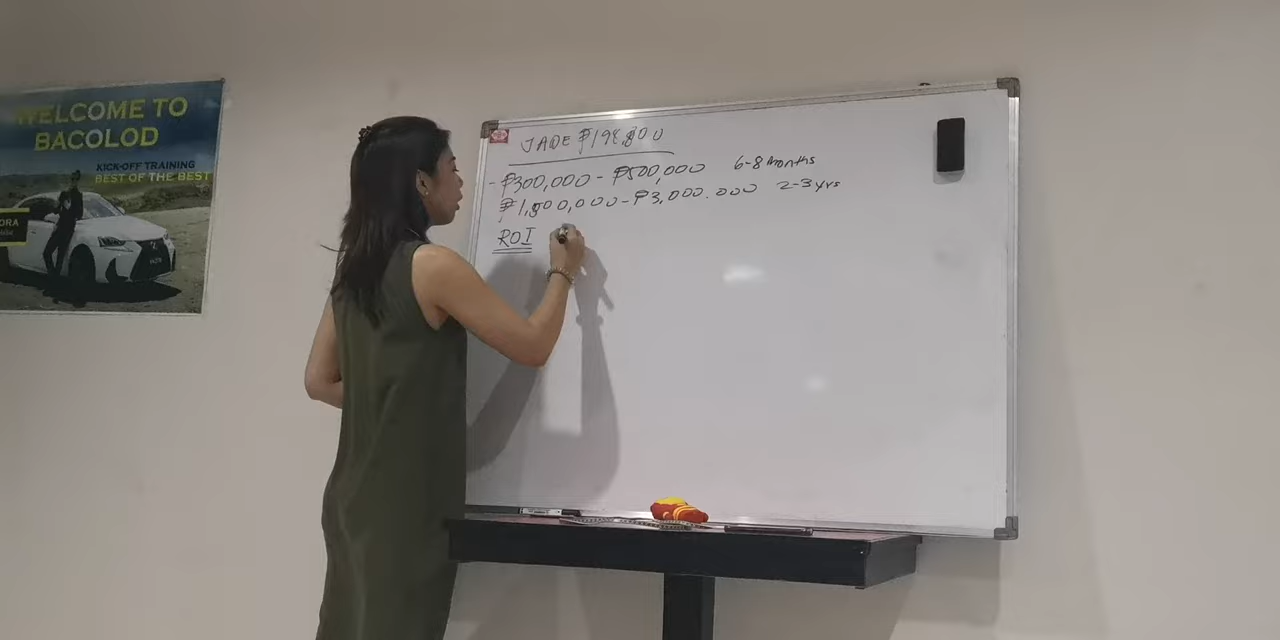 WELCOME TO
BACOLOD
KICK-OFF TRAINING
BEST OF THE BEST
JADE ₱198,800
- ₱300,000 - ₱500,000 6-8 months
₱1,500,000 - ₱3,000.000 2-3 yrs
ROI